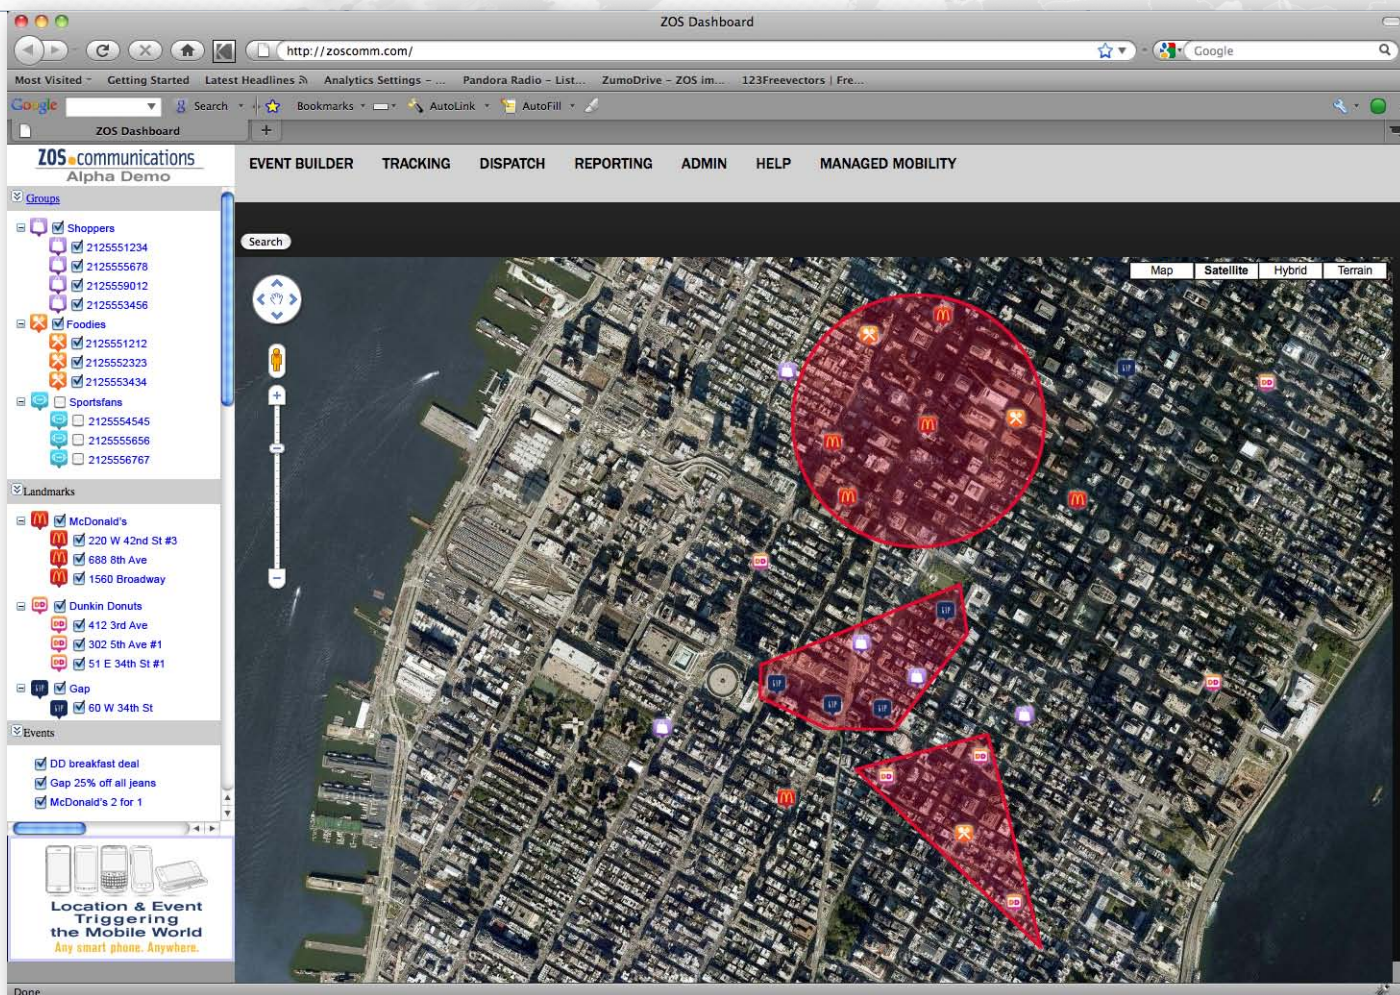 ZOS Dashboard
http://zoscomm.com/
Google
Most Visited Getting Started Latest Headlines Analytics Settings - ... Pandora Radio - List... ZumoDrive - ZOS im... 123Freevectors | Fre...
Google Search Bookmarks AutoLink AutoFill
ZOS Dashboard
ZOS communications
Alpha Demo
EVENT BUILDER TRACKING DISPATCH REPORTING ADMIN HELP MANAGED MOBILITY
Groups
Shoppers
2125551234
2125555678
2125559012
2125553456
Foodies
2125551212
2125552323
2125553434
Sportsfans
2125554545
2125555656
2125556767
Landmarks
McDonald's
220 W 42nd St #3
688 8th Ave
1560 Broadway
Dunkin Donuts
412 3rd Ave
302 5th Ave #1
51 E 34th St #1
Gap
60 W 34th St
Events
DD breakfast deal
Gap 25% off all jeans
McDonald's 2 for 1
Location & Event
Triggering
the Mobile World
Any smart phone. Anywhere.
Search
Map Satellite Hybrid Terrain
Done